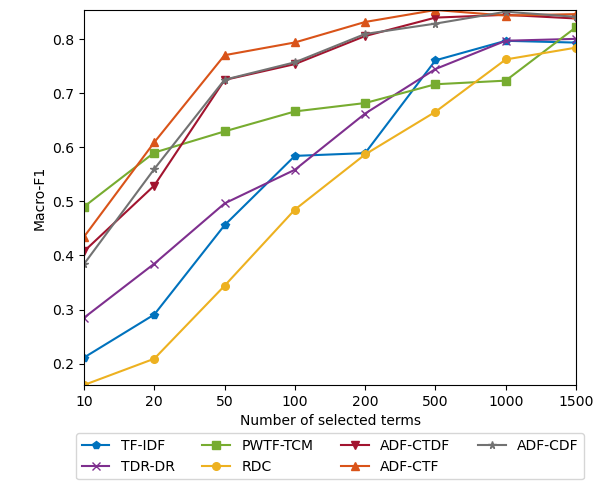 0.8
0.7
0.6
0.5
0.4
0.3
0.2
Macro-F1
10 20 50 100 200 500 1000 1500
Number of selected terms
TF-IDF PWTF-TCM ADF-CTDF ADF-CDF
TDR-DR RDC ADF-CTF